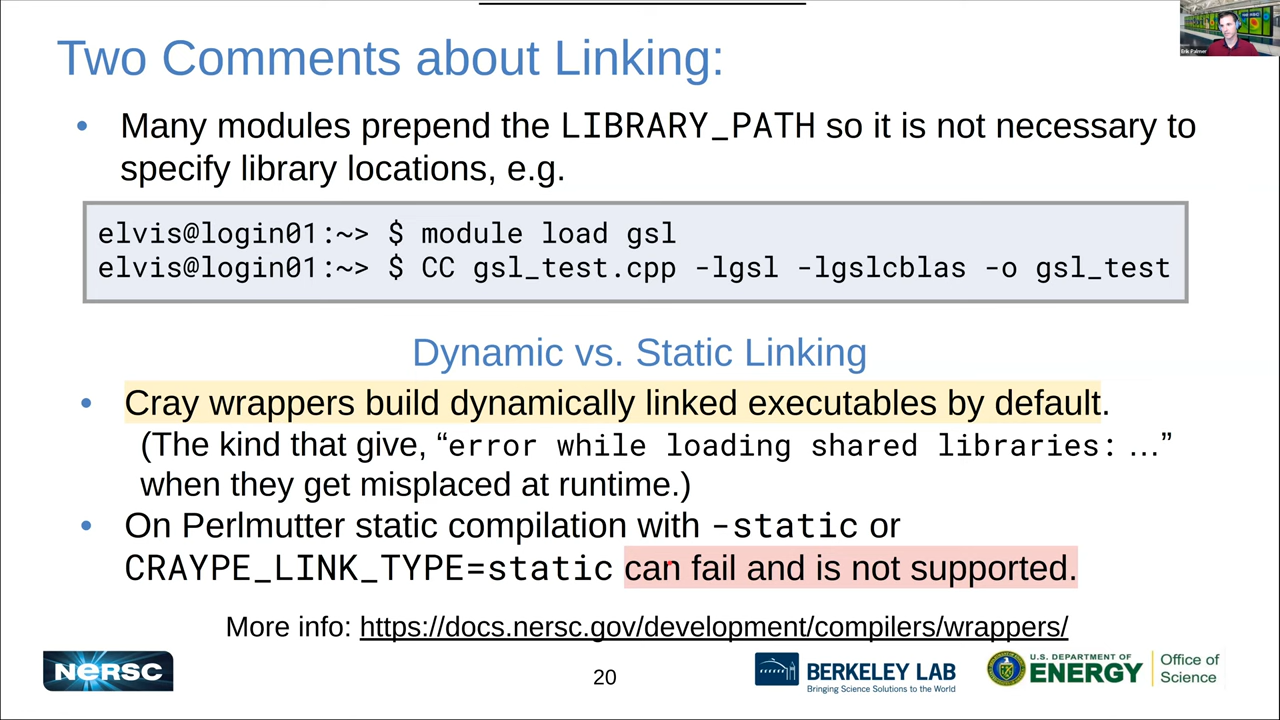 Two Comments about Linking:
• Many modules prepend the LIBRARY_PATH so it is not necessary to
specify library locations, e.g.
elvis@login01:~> $ module load gsl
elvis@login01:~> $ CC gsl_test.cpp -lgsl -lgslcblas -o gsl_test
Dynamic vs. Static Linking
• Cray wrappers build dynamically linked executables by default.
(The kind that give, “error while loading shared libraries: …”
when they get misplaced at runtime.)
• On Perlmutter static compilation with -static or
CRAYPE_LINK_TYPE=static can fail and is not supported.
More info: https://docs.nersc.gov/development/compilers/wrappers/
NERSC
20
BERKELEY LAB
Bringing Science Solutions to the World
U.S. DEPARTMENT OF
ENERGY
Office of
Science
Erik Palmer